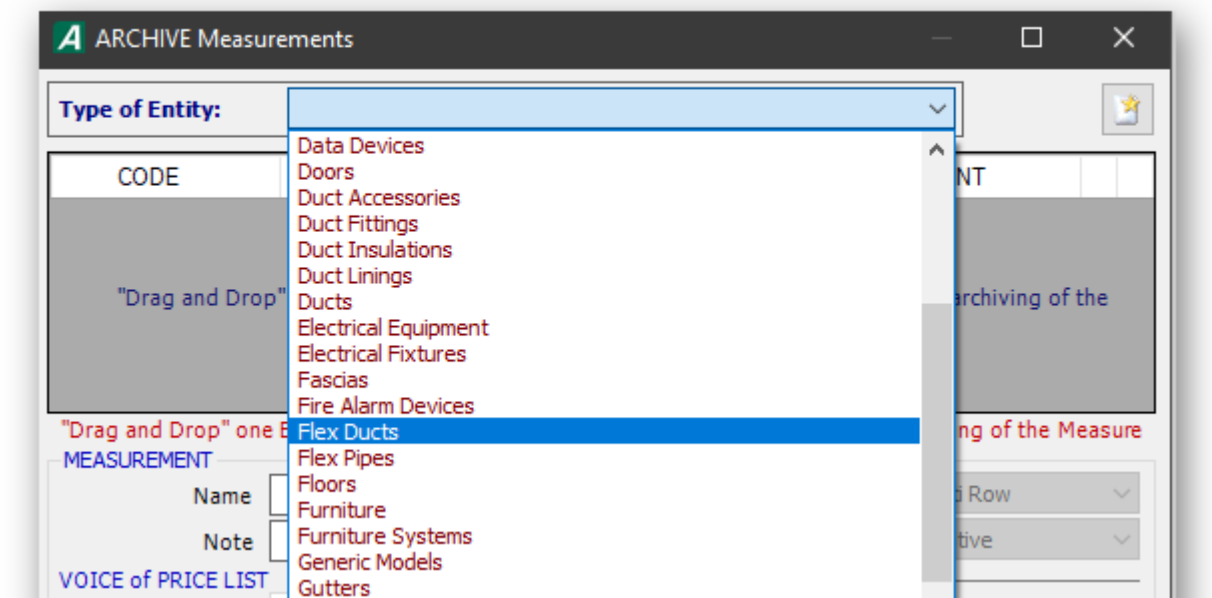 A ARCHIVE Measurements
Type of Entity:
Data Devices
Doors
CODE
NT
Duct Accessories
Duct Fittings
Duct Insulations
Duct Linings
"Drag and Drop"
Ducts
archiving of the
Electrical Equipment
Electrical Fixtures
Fascias
Fire Alarm Devices
"Drag and Drop" one
Flex Ducts
ng of the Measure
MEASUREMENT
Flex Pipes
Name
Floors
Row
Furniture
Note
Furniture Systems
tive
Generic Models
VOICE of PRICE LIST
Gutters